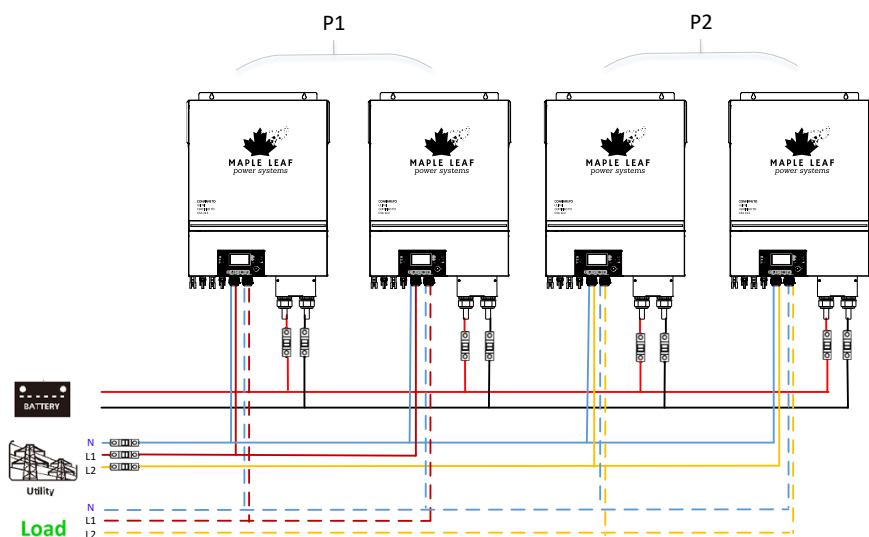 P1
P2
MAPLE LEAF
power systems
MAPLE LEAF
power systems
MAPLE LEAF
power systems
MAPLE LEAF
power systems
BATTERY
N
L1
L2
Utility
N
L1
L2
Load